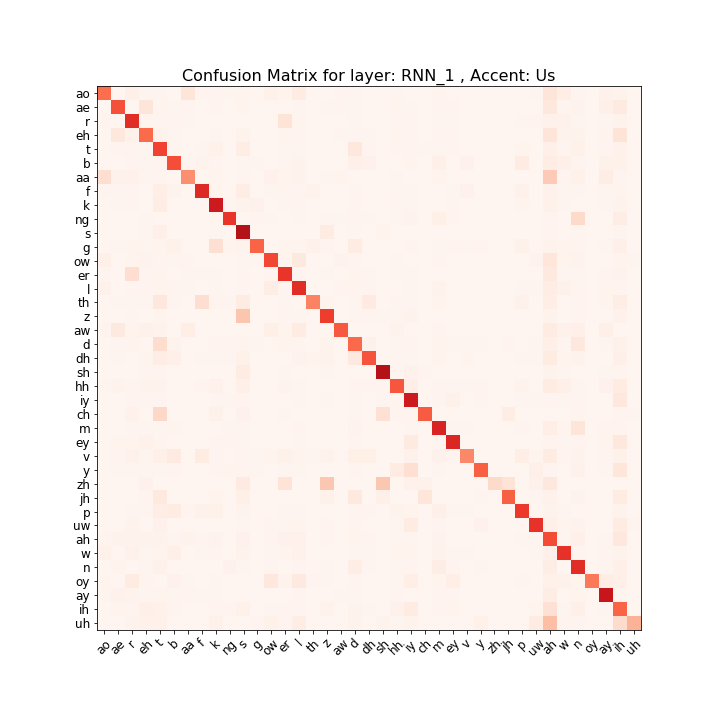 Confusion Matrix for layer: RNN_1 , Accent: Us
ao
ae
r
eh
t
b
aa
f
k
ng
s
g
ow
er
l
th
z
aw
d
dh
sh
hh
iy
ch
m
ey
v
y
zh
jh
p
uw
ah
w
n
oy
ay
ih
uh
ao ae r eh t b aa f k ng s g ow er l th z aw d dh sh hh iy ch m ey v y zh jh p uw ah w n oy ay ih uh